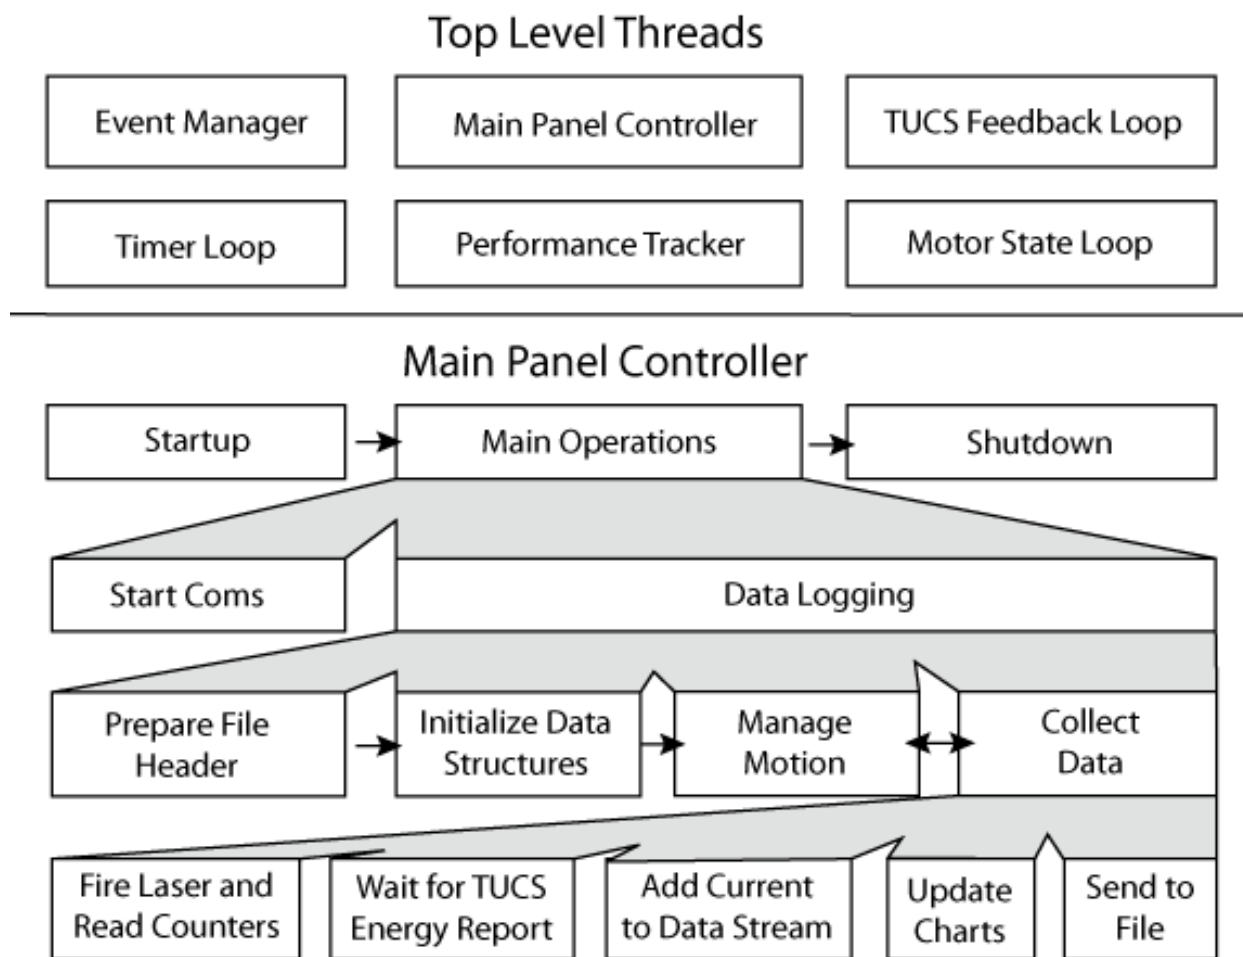 Top Level Threads
Event Manager
Main Panel Controller
TUCS Feedback Loop
Timer Loop
Performance Tracker
Motor State Loop
Main Panel Controller
Startup
Main Operations
Shutdown
Start Coms
Data Logging
Prepare File
Header
Initialize Data
Structures
Manage
Motion
Collect
Data
Fire Laser and
Read Counters
Wait for TUCS
Energy Report
Add Current
to Data Stream
Update
Charts
Send to
File